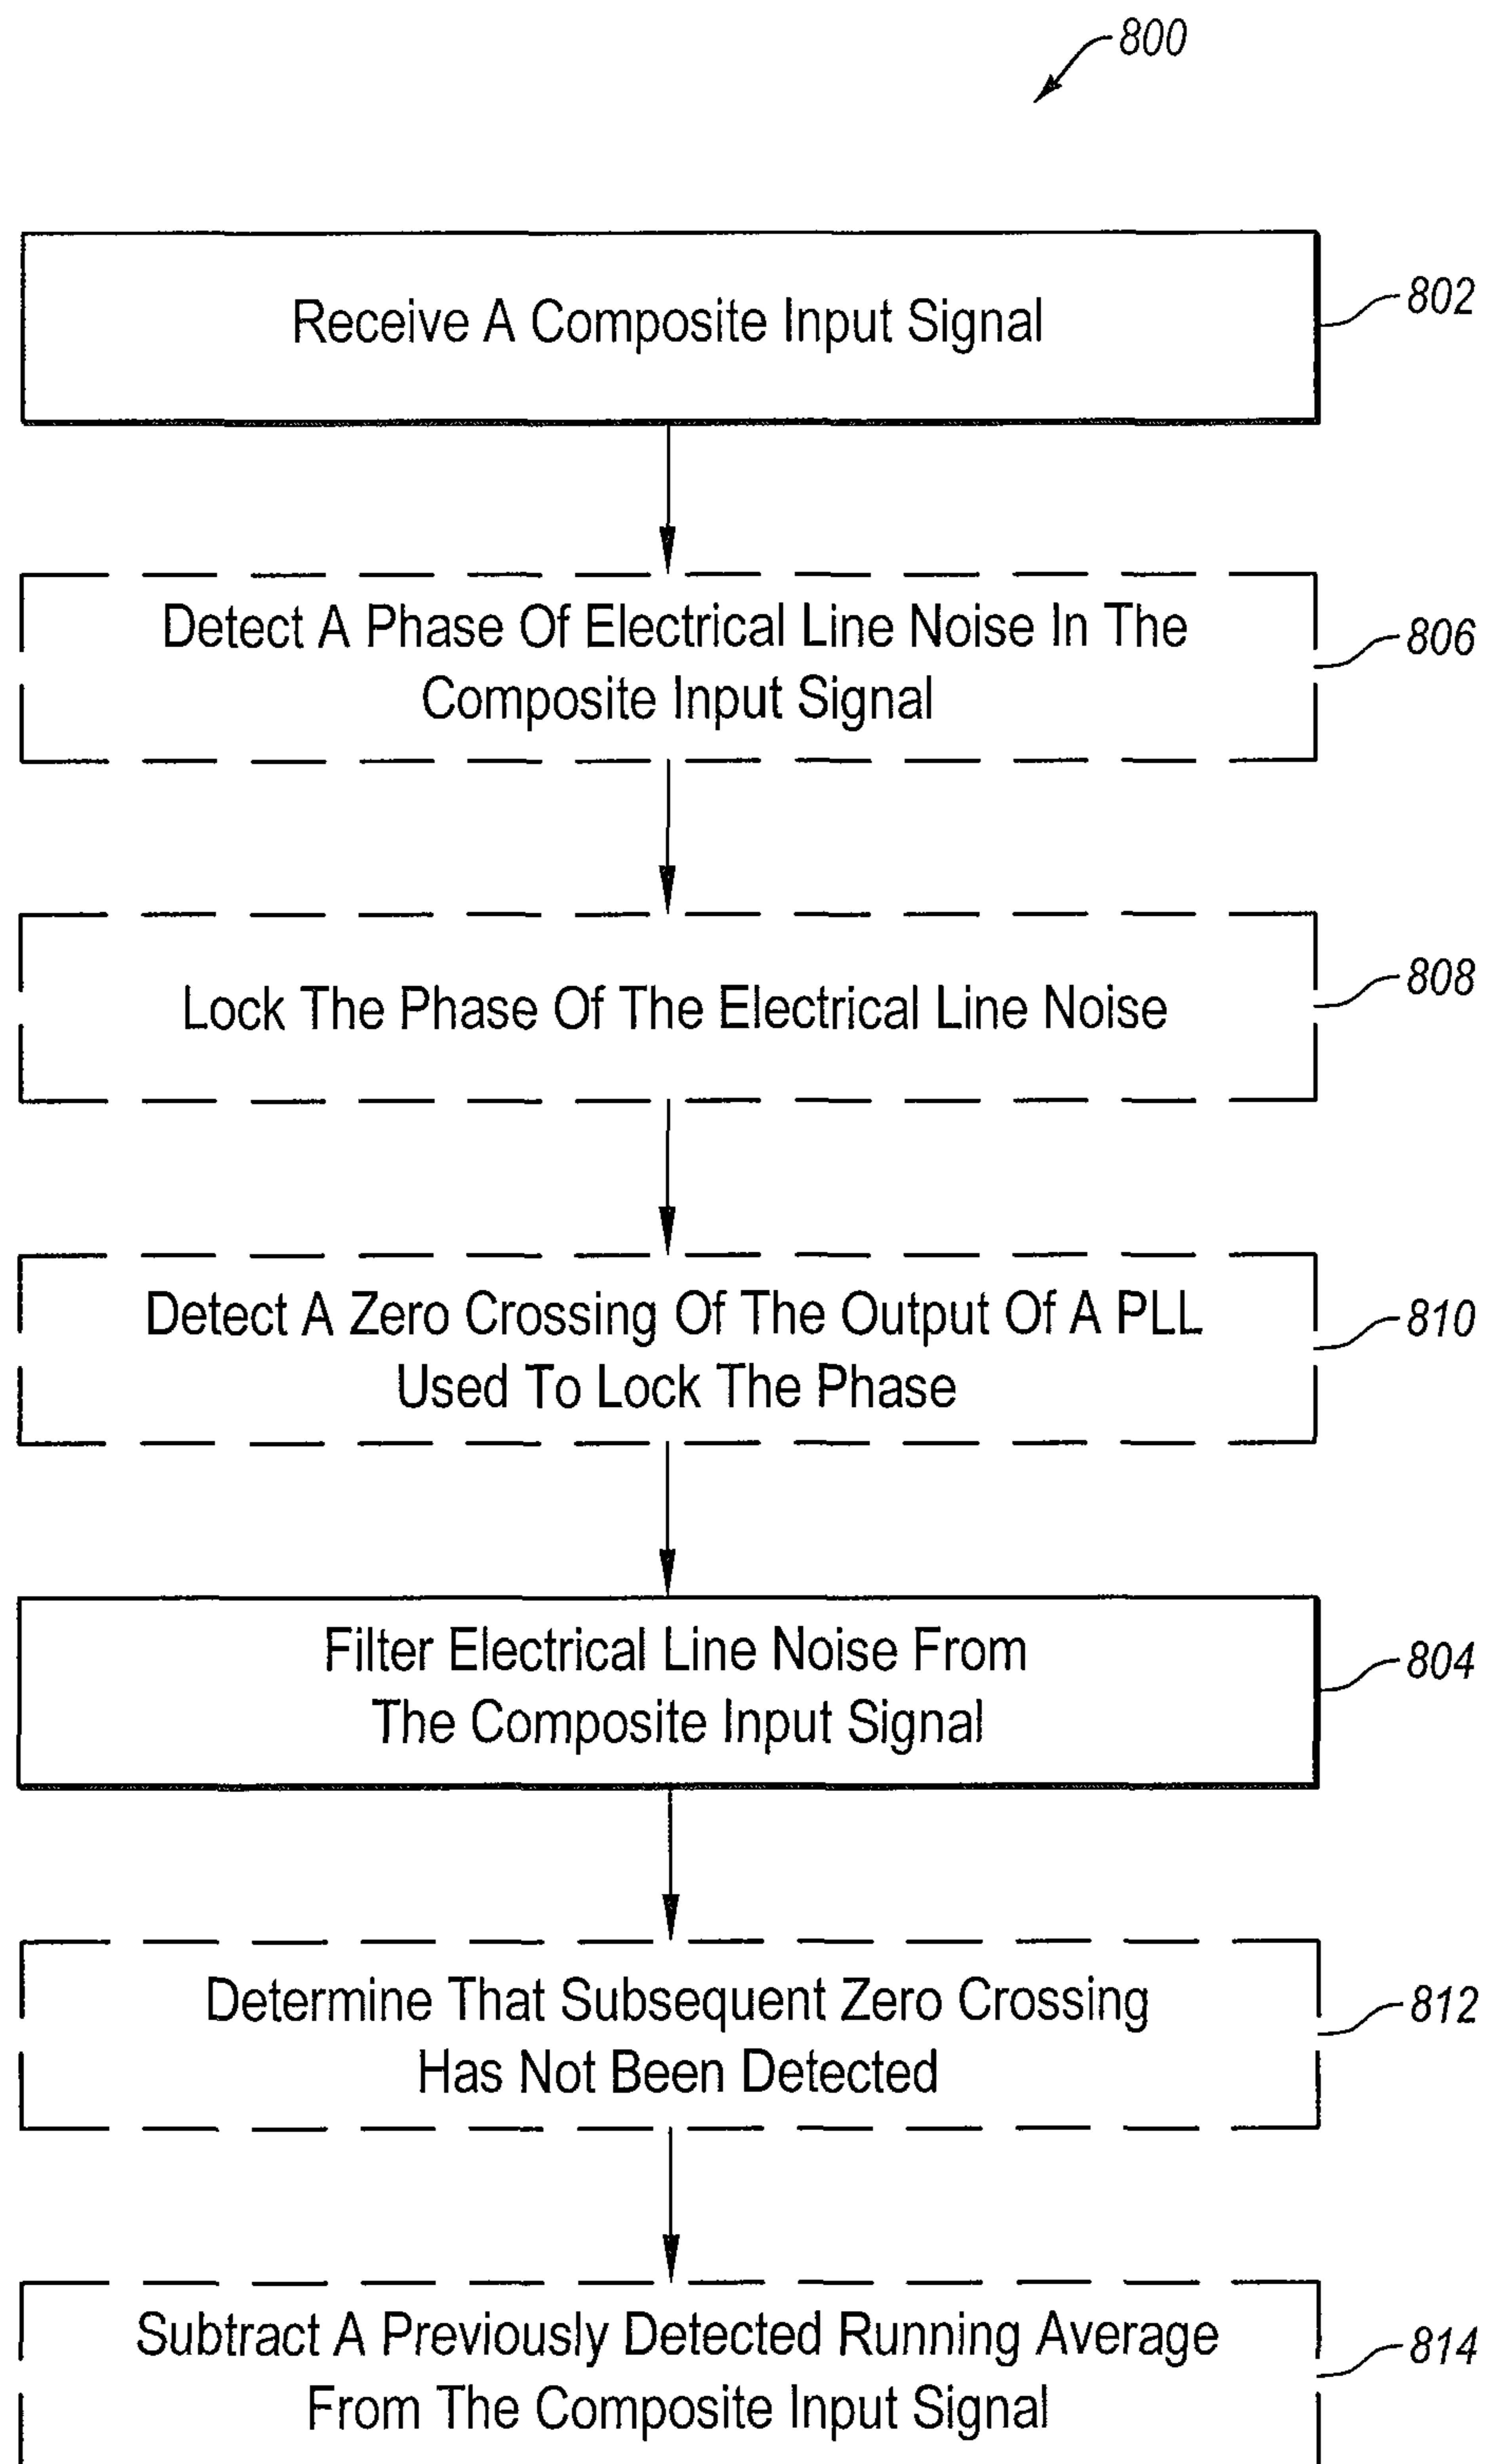 800
Receive A Composite Input Signal
802
Detect A Phase Of Electrical Line Noise In The
Composite Input Signal
806
Lock The Phase Of The Electrical Line Noise
808
Detect A Zero Crossing Of The Output Of A PLL
Used To Lock The Phase
810
Filter Electrical Line Noise From
The Composite Input Signal
804
Determine That Subsequent Zero Crossing
Has Not Been Detected
812
Subtract A Previously Detected Running Average
From The Composite Input Signal
814